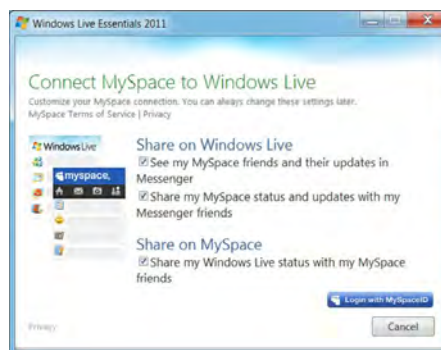 Windows Live Essentials 2011
Connect MySpace to Windows Live
Customize your MySpace connection. You can always change these settings later.
MySpace Terms of Service | Privacy
Windows Live
myspace.
Share on Windows Live
See my MySpace friends and their updates in
Messenger
Share my MySpace status and updates with my
Messenger friends
Share on MySpace
Share my Windows Live status with my MySpace
friends
Login with MySpaceID
Privacy
Cancel